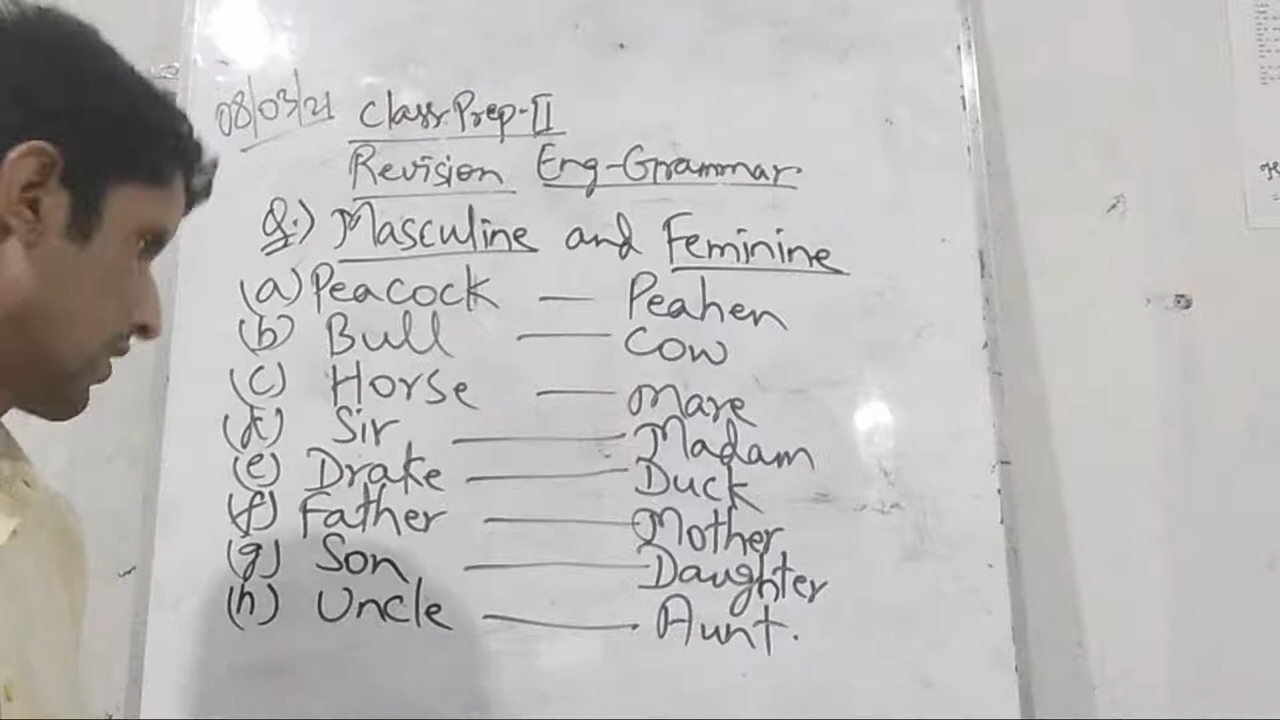 08/03/21 Class Prep-II
Revision Eng-Grammar
Q.) Masculine and Feminine
(a) Peacock — Peahen
(b) Bull — Cow
(c) Horse — Mare
(d) Sir — Madam
(e) Drake — Duck
(f) Father — Mother
(g) Son — Daughter
(h) Uncle — Aunt.